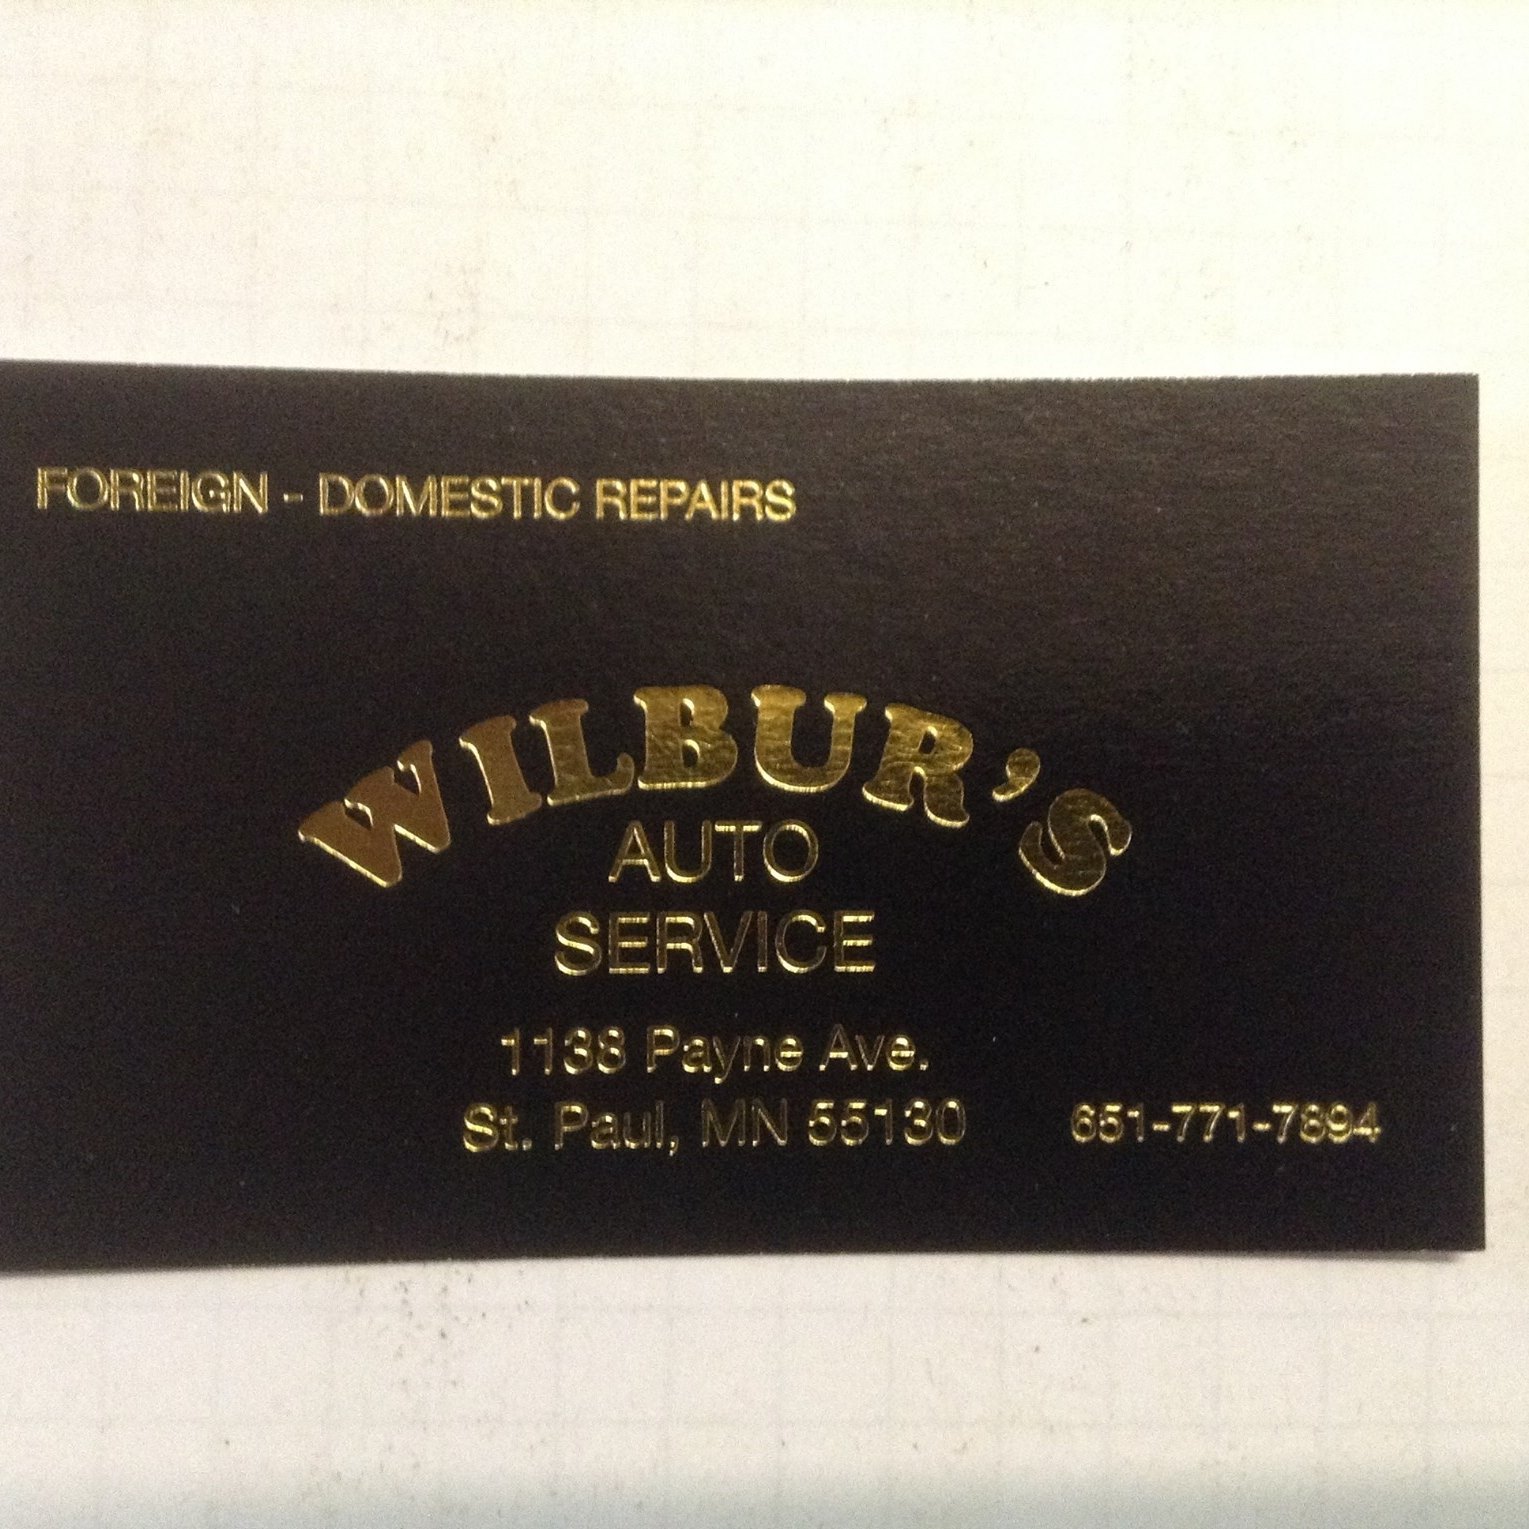 FOREIGN - DOMESTIC REPAIRS
WILBUR'S
AUTO
SERVICE
1138 Payne Ave.
St. Paul, MN 55130
651-771-7894